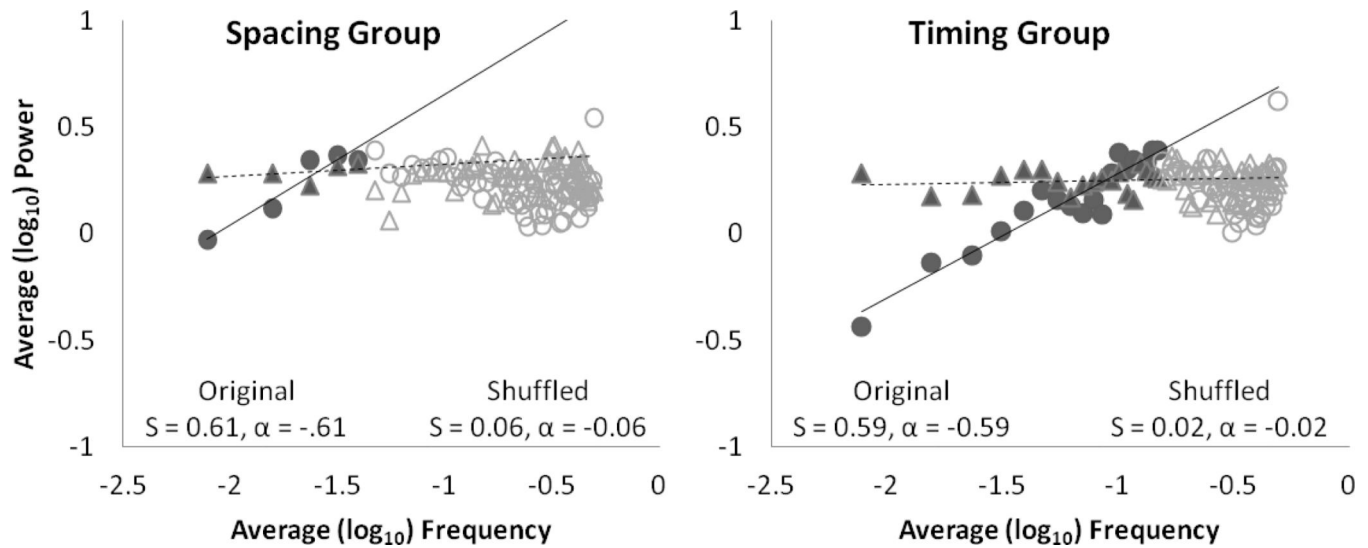 Spacing Group
Timing Group
Average (log10) Power
1
0.5
0
-0.5
-1
Original
S = 0.61, α = -.61
Shuffled
S = 0.06, α = -0.06
-2.5 -2 -1.5 -1 -0.5 0
Average (log10) Frequency
1
0.5
0
-0.5
-1
Original
S = 0.59, α = -0.59
Shuffled
S = 0.02, α = -0.02
-2.5 -2 -1.5 -1 -0.5 0
Average (log10) Frequency